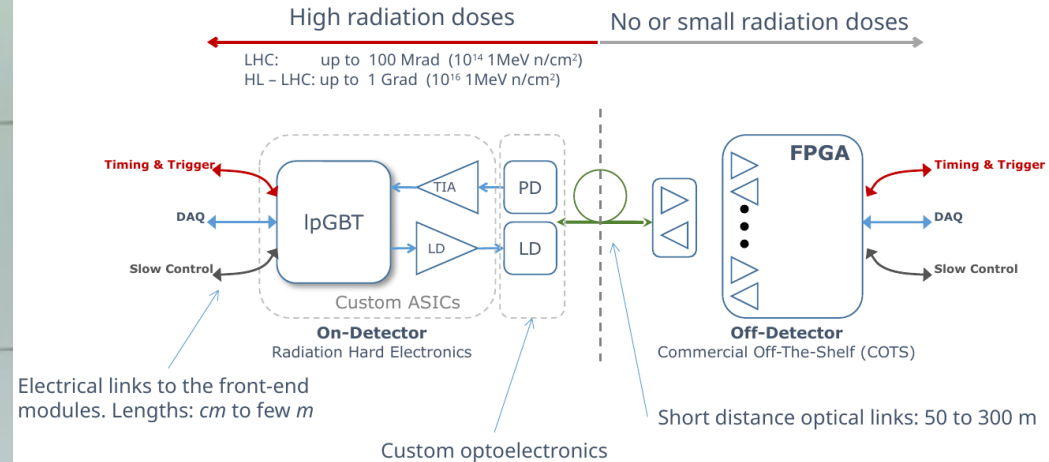 High radiation doses
No or small radiation doses
LHC: up to 100 Mrad (10¹⁴ 1MeV n/cm²)
HL – LHC: up to 1 Grad (10¹⁶ 1MeV n/cm²)
Timing & Trigger
DAQ
Slow Control
lpGBT
TIA
LD
PD
LD
Custom ASICs
On-Detector
Radiation Hard Electronics
FPGA
Timing & Trigger
DAQ
Slow Control
Off-Detector
Commercial Off-The-Shelf (COTS)
Electrical links to the front-end
modules. Lengths: cm to few m
Custom optoelectronics
Short distance optical links: 50 to 300 m